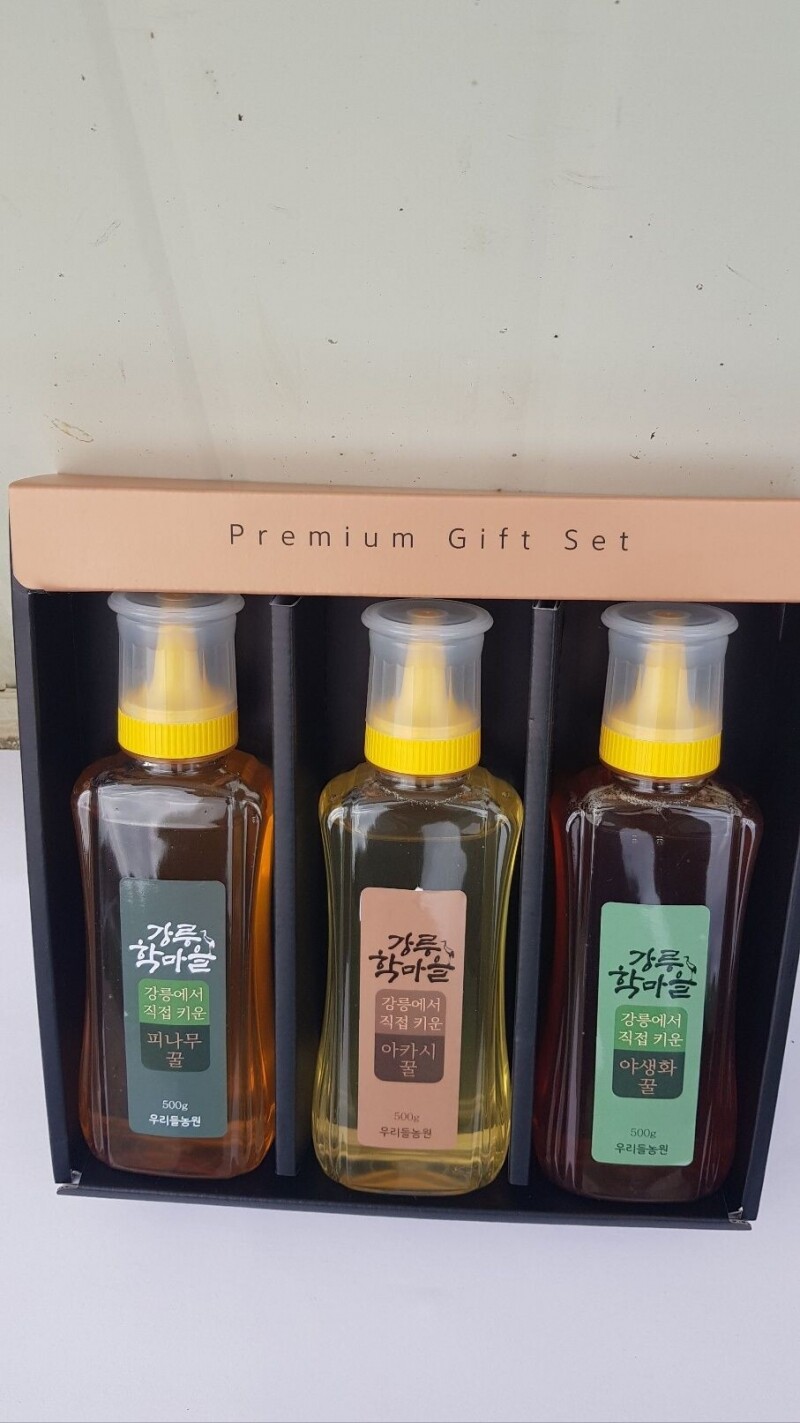 Premium Gift Set
강릉
학마을
강릉에서
직접 키운
피나무
꿀
500g
우리들농원
강릉
학마을
강릉에서
직접 키운
아카시
꿀
500g
우리들농원
강릉
학마을
강릉에서
직접 키운
야생화
꿀
500g
우리들농원